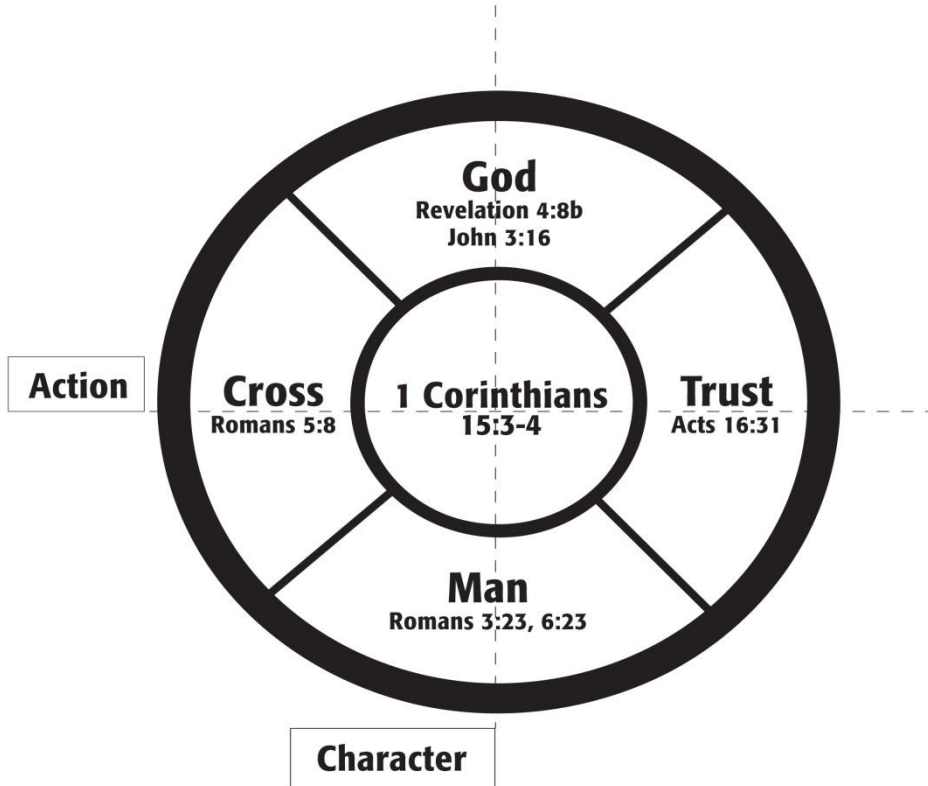 God
Revelation 4:8b
John 3:16
Action
Cross
Romans 5:8
1 Corinthians
15:3-4
Trust
Acts 16:31
Man
Romans 3:23, 6:23
Character